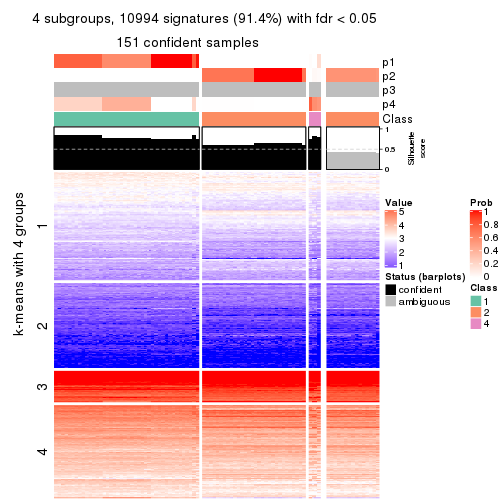 4 subgroups, 10994 signatures (91.4%) with fdr < 0.05
151 confident samples
p1
p2
p3
p4
Class
1
0.5
0
Silhouette
score
k-means with 4 groups
1
2
3
4
Value
5
4
3
2
1
Status (barplots)
confident
ambiguous
Prob
1
0.8
0.6
0.4
0.2
0
Class
1
2
4